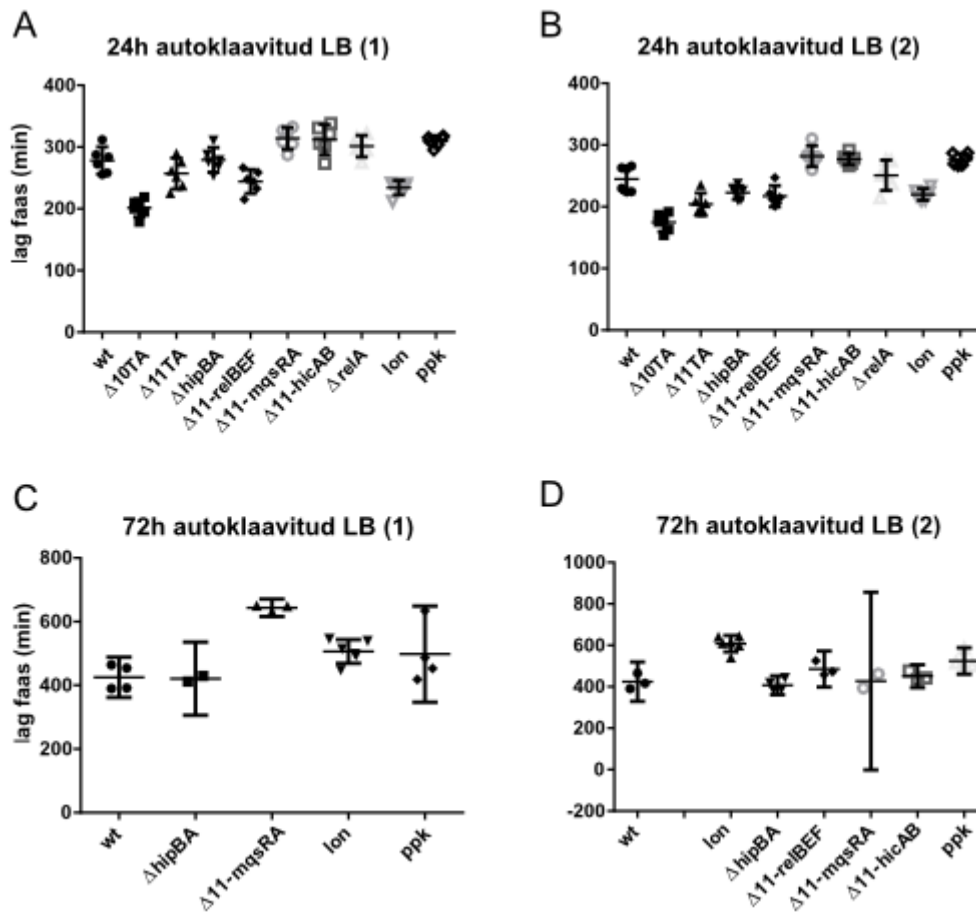 A
24h autoklaavitud LB (1)
lag faas (min)
400
300
200
100
0
wt
Δ10TA
Δ11TA
ΔhipBA
Δ11-relBEF
Δ11-mqsRA
Δ11-hicAB
ΔrelA
lon
ppk
B
24h autoklaavitud LB (2)
400
300
200
100
0
wt
Δ10TA
Δ11TA
ΔhipBA
Δ11-relBEF
Δ11-mqsRA
Δ11-hicAB
ΔrelA
lon
ppk
C
72h autoklaavitud LB (1)
lag faas (min)
800
600
400
200
0
wt
ΔhipBA
Δ11-mqsRA
lon
ppk
D
72h autoklaavitud LB (2)
1000
800
600
400
200
0
-200
wt
lon
ΔhipBA
Δ11-relBEF
Δ11-mqsRA
Δ11-hicAB
ppk